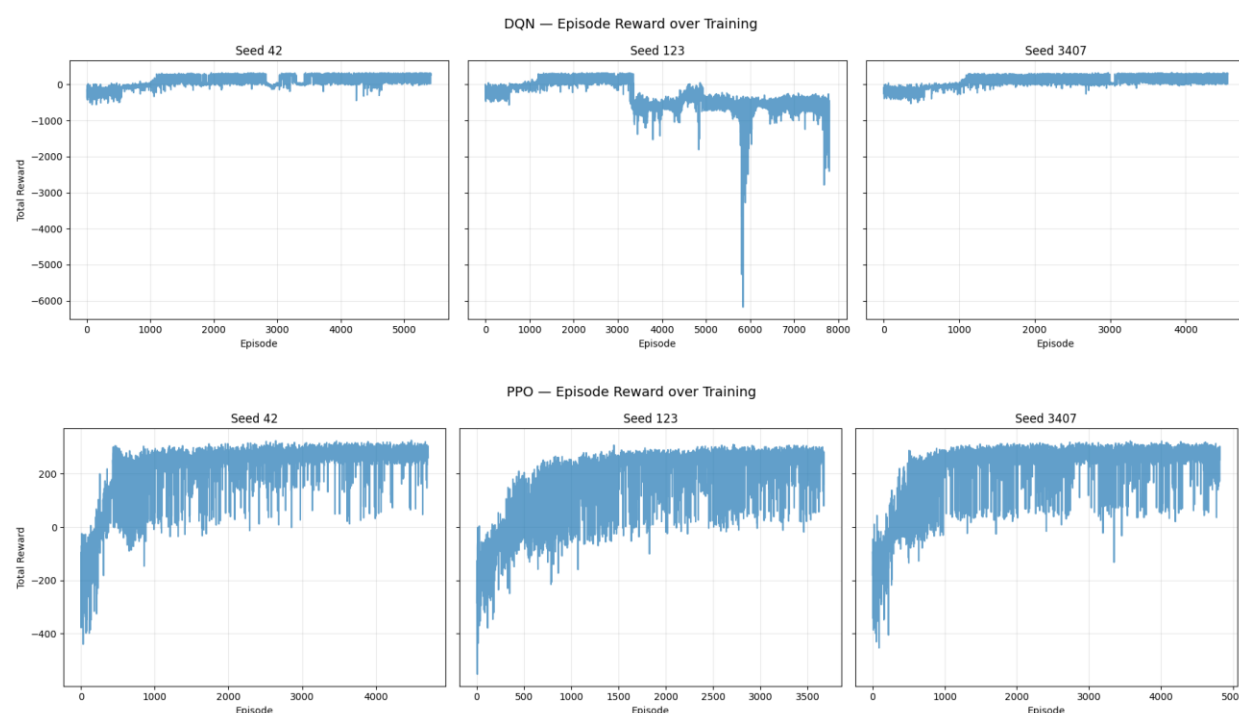 DQN — Episode Reward over Training
Seed 42 Seed 123 Seed 3407
0
−1000
−2000
−3000
−4000
−5000
−6000
Total Reward
0 1000 2000 3000 4000 5000 0 1000 2000 3000 4000 5000 6000 7000 8000 0 1000 2000 3000 4000
Episode Episode Episode
PPO — Episode Reward over Training
Seed 42 Seed 123 Seed 3407
200
0
−200
−400
Total Reward
0 1000 2000 3000 4000 0 500 1000 1500 2000 2500 3000 3500 0 1000 2000 3000 4000 500
Episode Episode Episode